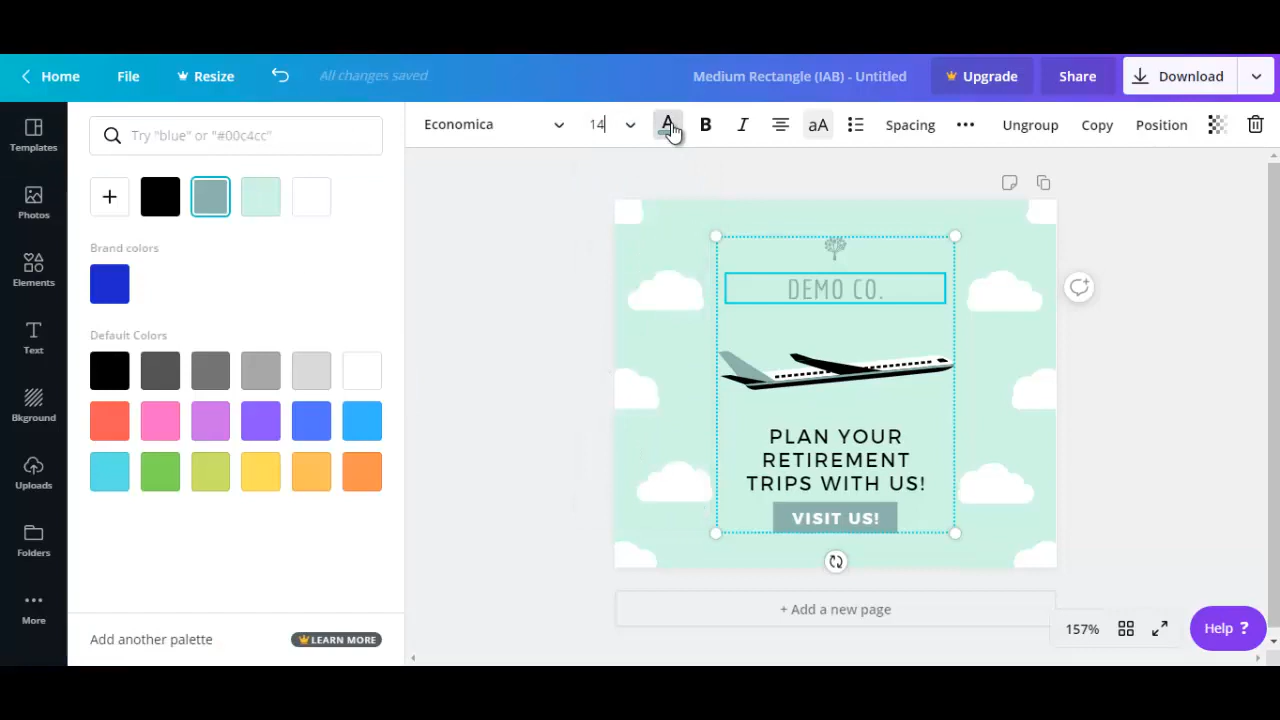 Home
File
Resize
All changes saved
Medium Rectangle (IAB) - Untitled
Upgrade
Share
Download
Templates
Photos
Elements
Text
Bkground
Uploads
Folders
More
Try "blue" or "#00c4cc"
Brand colors
Default Colors
Add another palette
LEARN MORE
Economica
14
A
B
I
aA
Spacing
Ungroup
Copy
Position
DEMO CO.
PLAN YOUR
RETIREMENT
TRIPS WITH US!
VISIT US!
+ Add a new page
157%
Help ?